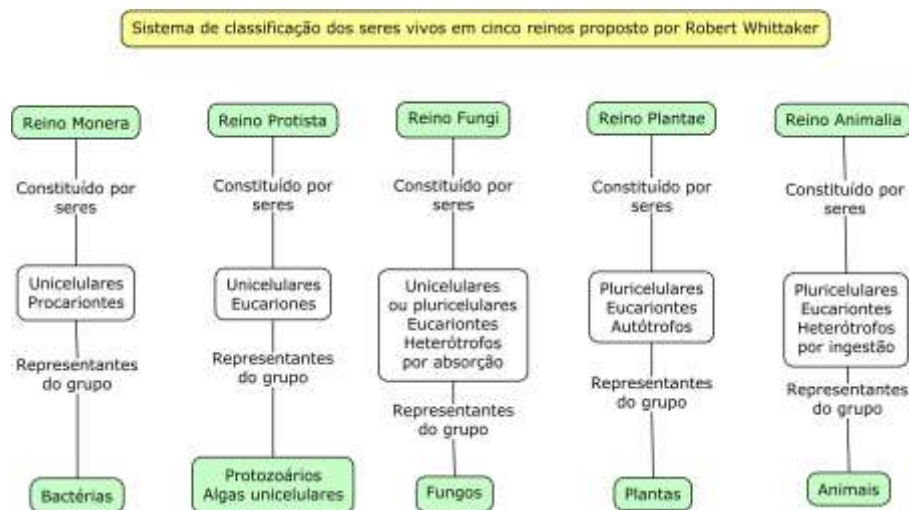 Sistema de classificação dos seres vivos em cinco reinos proposto por Robert Whittaker
Reino Monera
Constituído por
seres
Unicelulares
Procariontes
Representantes
do grupo
Bactérias
Reino Protista
Constituído por
seres
Unicelulares
Eucariones
Representantes
do grupo
Protozoários
Algas unicelulares
Reino Fungi
Constituído por
seres
Unicelulares
ou pluricelulares
Eucariontes
Heterótrofos
por absorção
Representantes
do grupo
Fungos
Reino Plantae
Constituído por
seres
Pluricelulares
Eucariontes
Autótrofos
Representantes
do grupo
Plantas
Reino Animalia
Constituído por
seres
Pluricelulares
Eucariontes
Heterótrofos
por ingestão
Representantes
do grupo
Animais